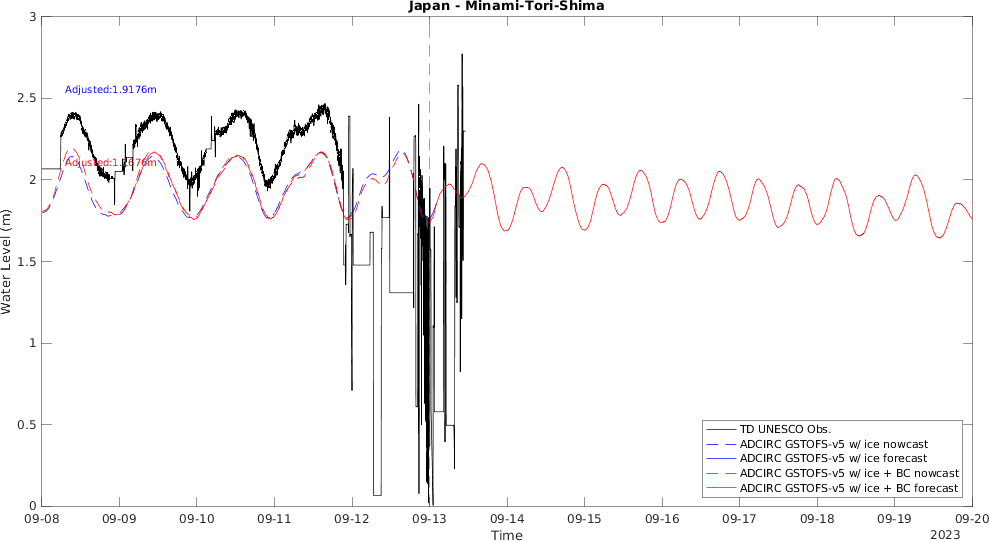 Japan - Minami-Tori-Shima
3
2.5
2
1.5
1
0.5
0
Water Level (m)
Adjusted:1.9176m
TD UNESCO Obs.
ADCIRC GSTOFS-v5 w/ ice nowcast
ADCIRC GSTOFS-v5 w/ ice forecast
ADCIRC GSTOFS-v5 w/ ice + BC nowcast
ADCIRC GSTOFS-v5 w/ ice + BC forecast
09-08 09-09 09-10 09-11 09-12 09-13 09-14 09-15 09-16 09-17 09-18 09-19 09-20
Time
2023